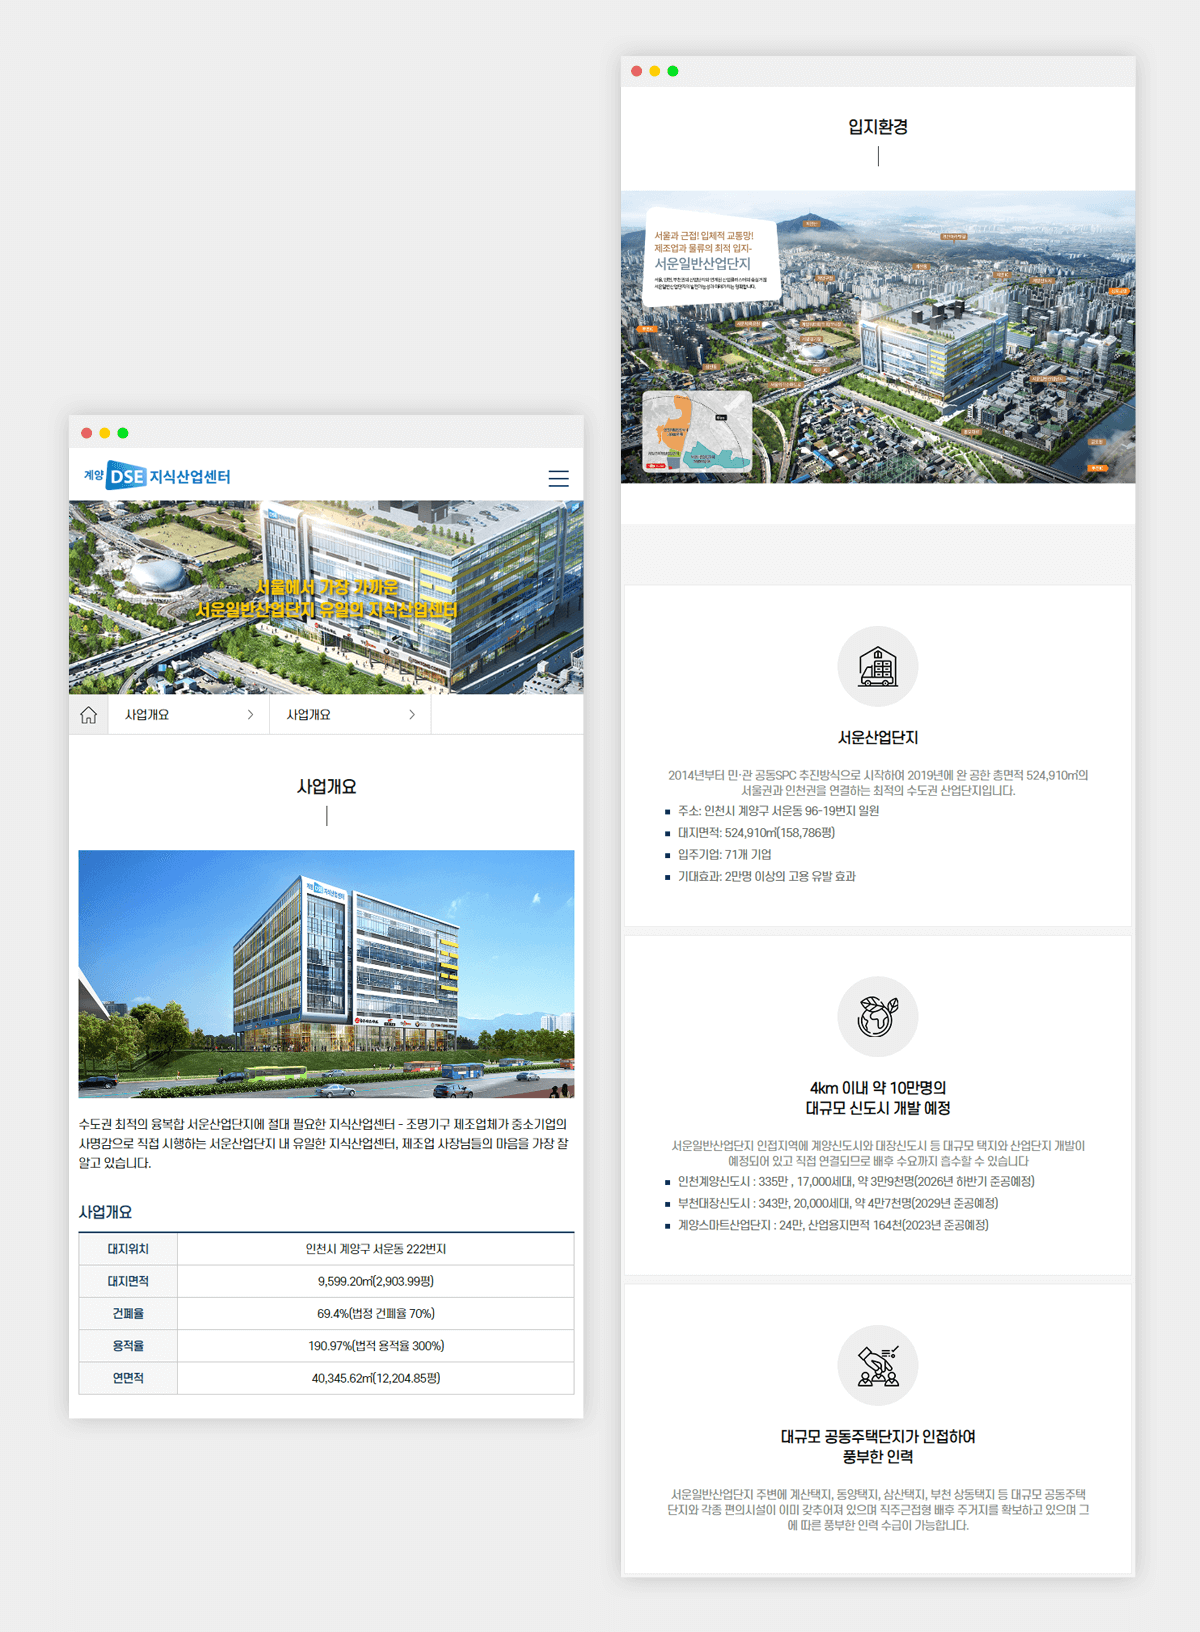 계양 DSE 지식산업센터
서울에서 가장 가까운
서운일반산업단지 유일의 지식산업센터
사업개요
사업개요
사업개요
수도권 최적의 융복합 서운산업단지에 절대 필요한 지식산업센터 - 조명기구 제조업체가 중소기업의
사명감으로 직접 시행하는 서운산업단지 내 유일한 지식산업센터, 제조업 사장님들의 마음을 가장 잘
알고 있습니다.
사업개요
대지위치 인천시 계양구 서운동 222번지
대지면적 9,599.20㎡(2,903.99평)
건폐율 69.4%(법정 건폐율 70%)
용적율 190.97%(법적 용적율 300%)
연면적 40,345.62㎡(12,204.85평)
입지환경
서울과 근접! 입체적 교통망!
제조업과 물류의 최적 입지-
서운일반산업단지
서운산업단지
2014년부터 민·관 공동SPC 추진방식으로 시작하여 2019년에 완 공한 총면적 524,910㎡의
서울권과 인천권을 연결하는 최적의 수도권 산업단지입니다.
주소: 인천시 계양구 서운동 96-19번지 일원
대지면적: 524,910㎡(158,786평)
입주기업: 71개 기업
기대효과: 2만명 이상의 고용 유발 효과
4km 이내 약 10만명의
대규모 신도시 개발 예정
서운일반산업단지 인접지역에 계양신도시와 대장신도시 등 대규모 택지와 산업단지 개발이
예정되어 있고 직접 연결되므로 배후 수요까지 흡수할 수 있습니다
인천계양신도시 : 335만 , 17,000세대, 약 3만9천명(2026년 하반기 준공예정)
부천대장신도시 : 343만, 20,000세대, 약 4만7천명(2029년 준공예정)
계양스마트산업단지 : 24만, 산업용지면적 164천(2023년 준공예정)
대규모 공동주택단지가 인접하여
풍부한 인력
서운일반산업단지 주변에 계산택지, 동양택지, 삼산택지, 부천 상동택지 등 대규모 공동주택
단지와 각종 편의시설이 이미 갖추어져 있으며 직주근접형 배후 주거지를 확보하고 있으며 그
에 따른 풍부한 인력 수급이 가능합니다.